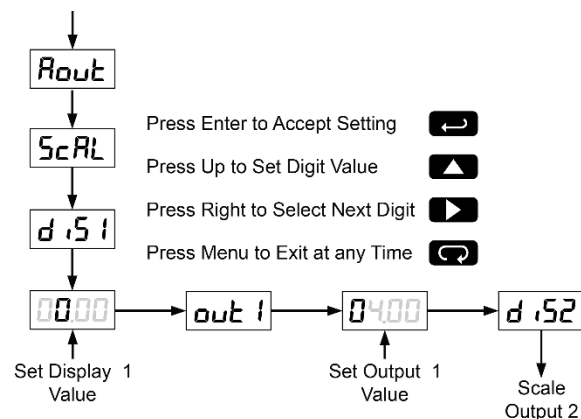 Aout
ScAL
Press Enter to Accept Setting
Press Up to Set Digit Value
diS1
Press Right to Select Next Digit
Press Menu to Exit at any Time
00.00
out 1
04.00
diS2
Set Display 1
Value
Set Output 1
Value
Scale
Output 2